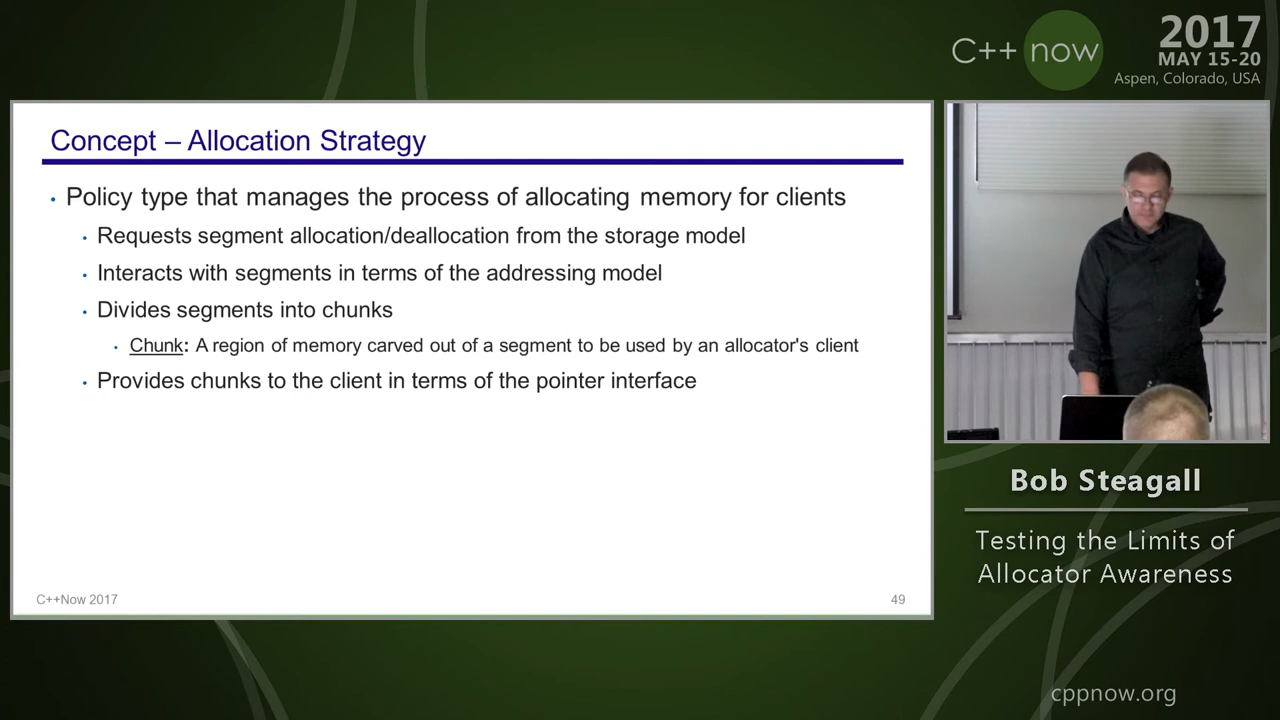 C++ now
2017
MAY 15-20
Aspen, Colorado, USA
Concept – Allocation Strategy
• Policy type that manages the process of allocating memory for clients
• Requests segment allocation/deallocation from the storage model
• Interacts with segments in terms of the addressing model
• Divides segments into chunks
• Chunk: A region of memory carved out of a segment to be used by an allocator's client
• Provides chunks to the client in terms of the pointer interface
C++Now 2017
49
Bob Steagall
Testing the Limits of
Allocator Awareness
cppnow.org